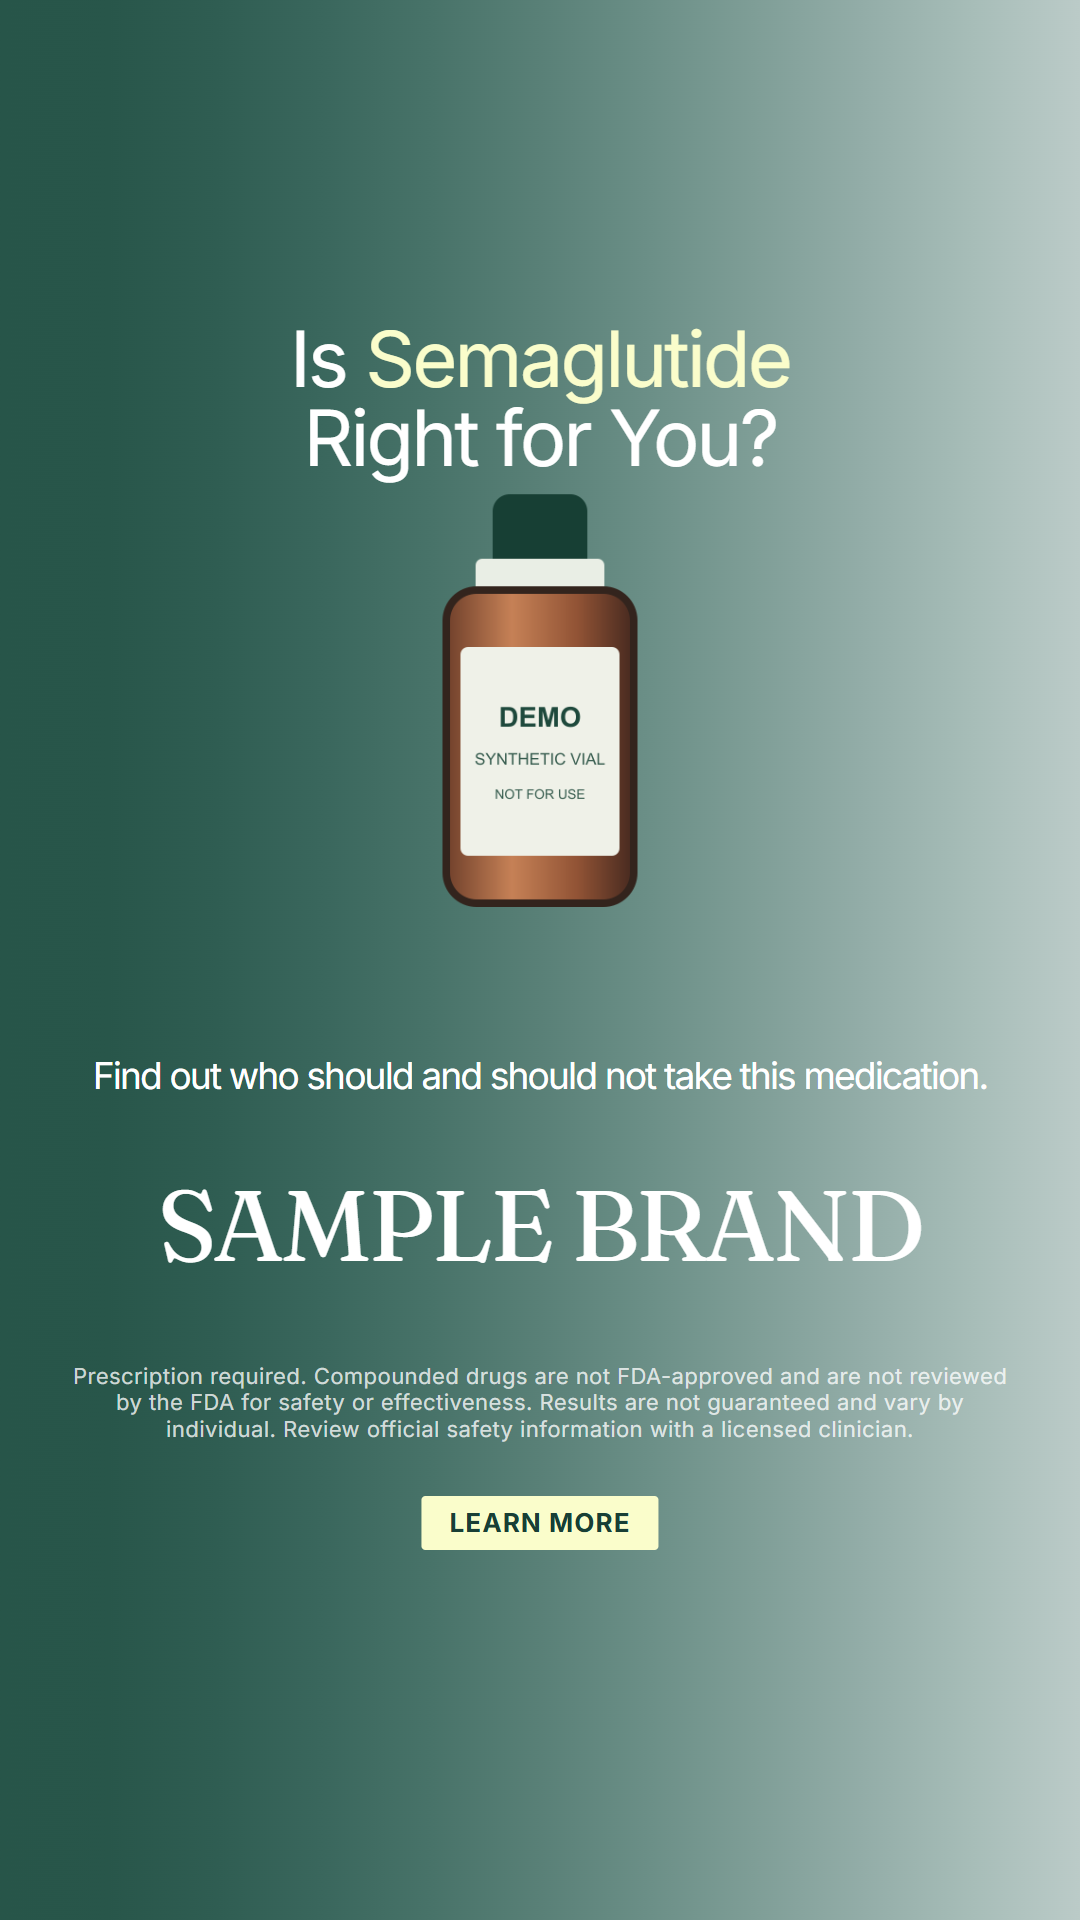 Is Semaglutide
Right for You?
DEMO
SYNTHETIC VIAL
NOT FOR USE
Find out who should and should not take this medication.
SAMPLE BRAND
Prescription required. Compounded drugs are not FDA-approved and are not reviewed
by the FDA for safety or effectiveness. Results are not guaranteed and vary by
individual. Review official safety information with a licensed clinician.
LEARN MORE